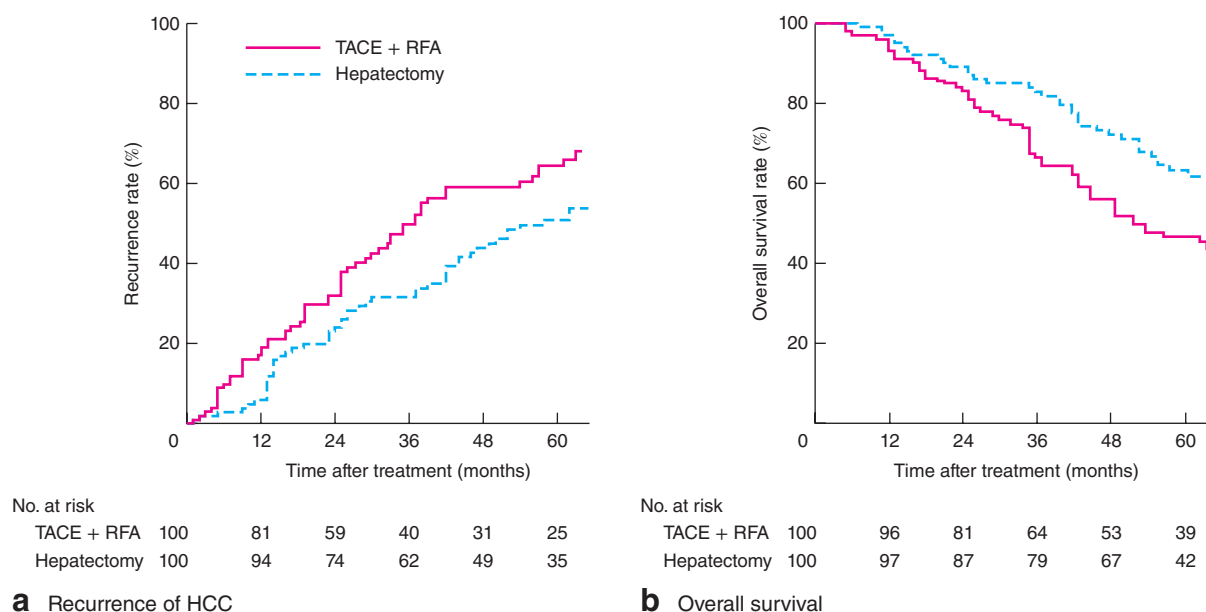 100
80
60
40
20
Recurrence rate (%)
TACE + RFA
Hepatectomy
0 12 24 36 48 60
Time after treatment (months)
No. at risk
TACE + RFA 100 81 59 40 31 25
Hepatectomy 100 94 74 62 49 35
a Recurrence of HCC
100
80
60
40
20
Overall survival rate (%)
0 12 24 36 48 60
Time after treatment (months)
No. at risk
TACE + RFA 100 96 81 64 53 39
Hepatectomy 100 97 87 79 67 42
b Overall survival